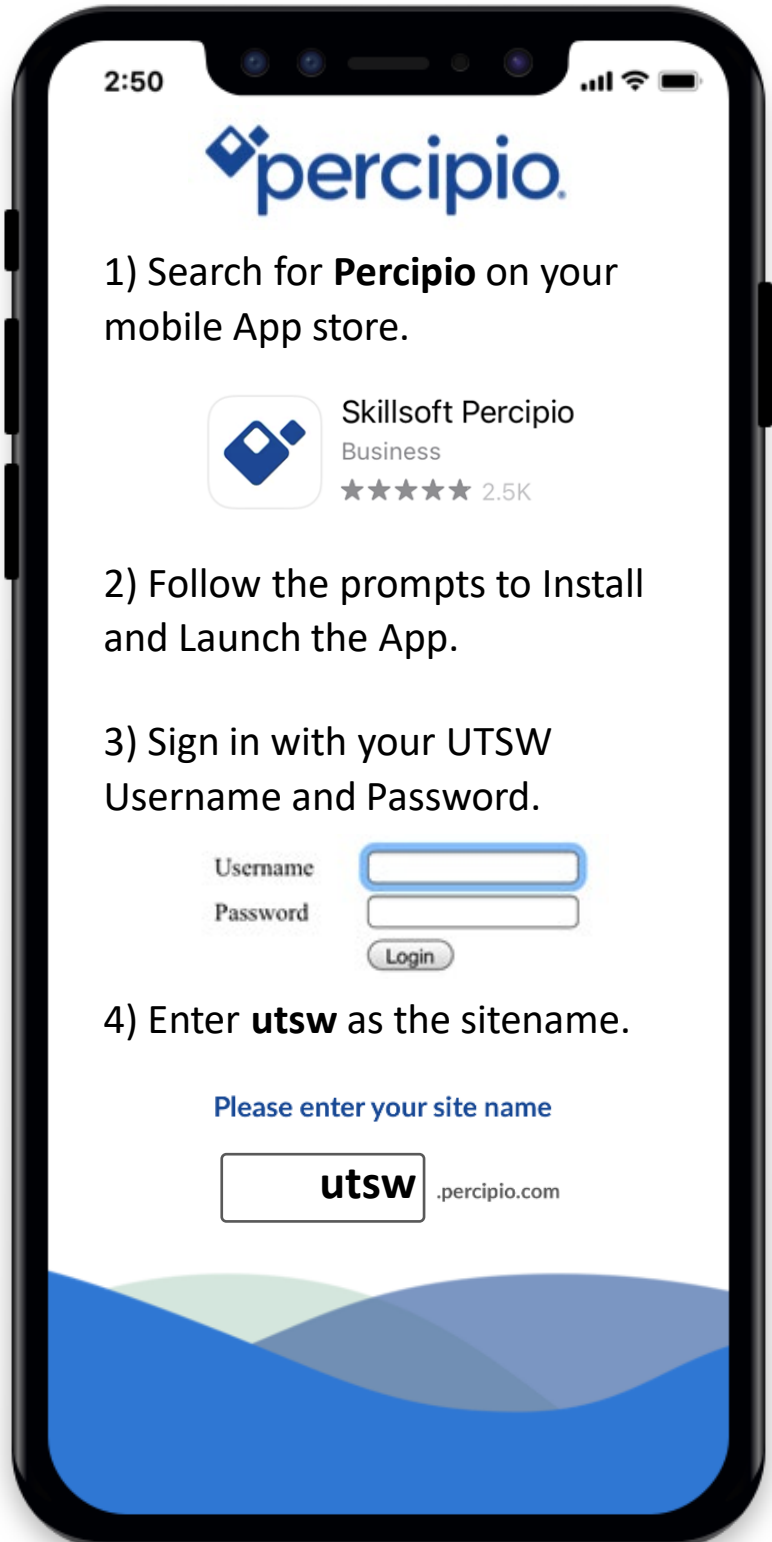 2:50
percipio.
1) Search for Percipio on your
mobile App store.
Skillsoft Percipio
Business
★★★★★ 2.5K
2) Follow the prompts to Install
and Launch the App.
3) Sign in with your UTSW
Username and Password.
Username
Password
Login
4) Enter utsw as the sitename.
Please enter your site name
utsw .percipio.com